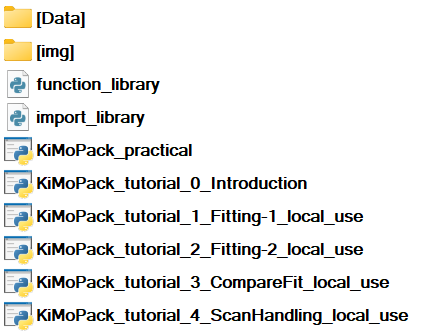 [Data]
[img]
function_library
import_library
KiMoPack_practical
KiMoPack_tutorial_0_Introduction
KiMoPack_tutorial_1_Fitting-1_local_use
KiMoPack_tutorial_2_Fitting-2_local_use
KiMoPack_tutorial_3_CompareFit_local_use
KiMoPack_tutorial_4_ScanHandling_local_use